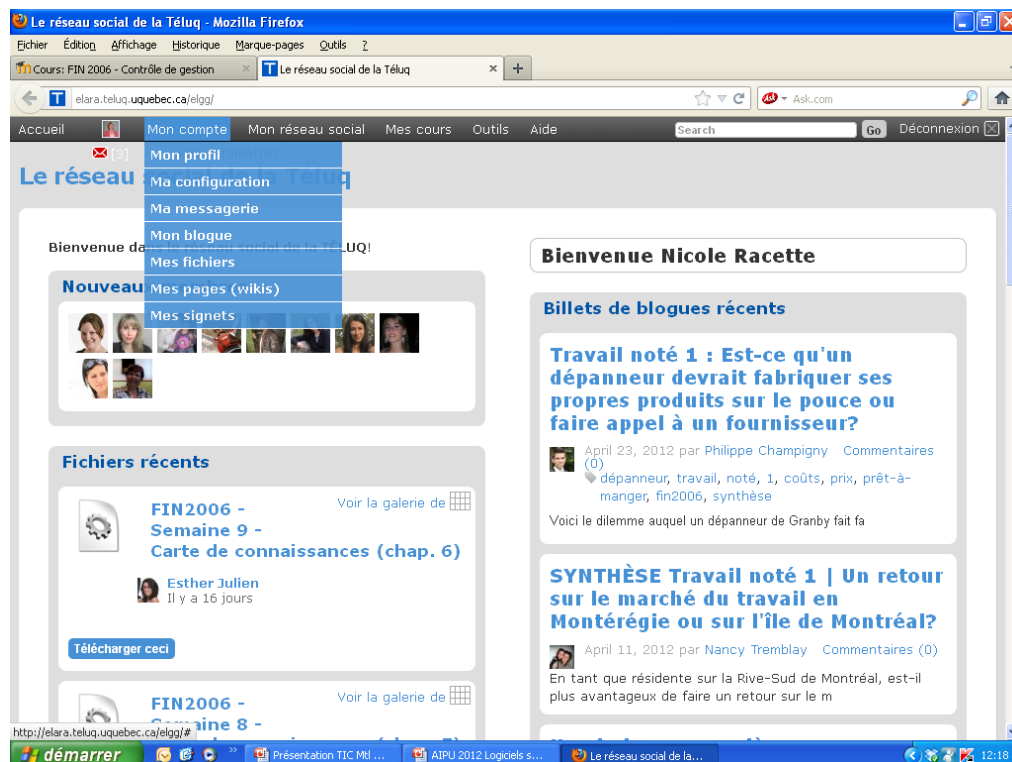 Le réseau social de la Téluq - Mozilla Firefox
Fichier Édition Affichage Historique Marque-pages Outils ?
Cours: FIN 2006 - Contrôle de gestion
Le réseau social de la Téluq
elara.teluq.uquebec.ca/elgg/
Ask.com
Accueil Mon compte Mon réseau social Mes cours Outils Aide Search Go Déconnexion
[3]
Mon profil
Ma configuration
Ma messagerie
Mon blogue
Mes fichiers
Mes pages (wikis)
Mes signets
Le réseau social de la Téluq
Bienvenue dans le réseau social de la TÉLUQ!
Nouveau
Fichiers récents
FIN2006 -
Semaine 9 -
Carte de connaissances (chap. 6)
Voir la galerie de
Esther Julien
Il y a 16 jours
Télécharger ceci
FIN2006 -
Semaine 8 -
Voir la galerie de
Bienvenue Nicole Racette
Billets de blogues récents
Travail noté 1 : Est-ce qu'un
dépanneur devrait fabriquer ses
propres produits sur le pouce ou
faire appel à un fournisseur?
April 23, 2012 par Philippe Champigny Commentaires
(0)
dépanneur, travail, noté, 1, coûts, prix, prêt-à-
manger, fin2006, synthèse
Voici le dilemme auquel un dépanneur de Granby fait fa
SYNTHÈSE Travail noté 1 | Un retour
sur le marché du travail en
Montérégie ou sur l'île de Montréal?
April 11, 2012 par Nancy Tremblay Commentaires (0)
En tant que résidente sur la Rive-Sud de Montréal, est-il
plus avantageux de faire un retour sur le m
http://elara.teluq.uquebec.ca/elgg/#
démarrer
Présentation TIC Mtl ...
AIPU 2012 Logiciels s...
Le réseau social de la...
12:18